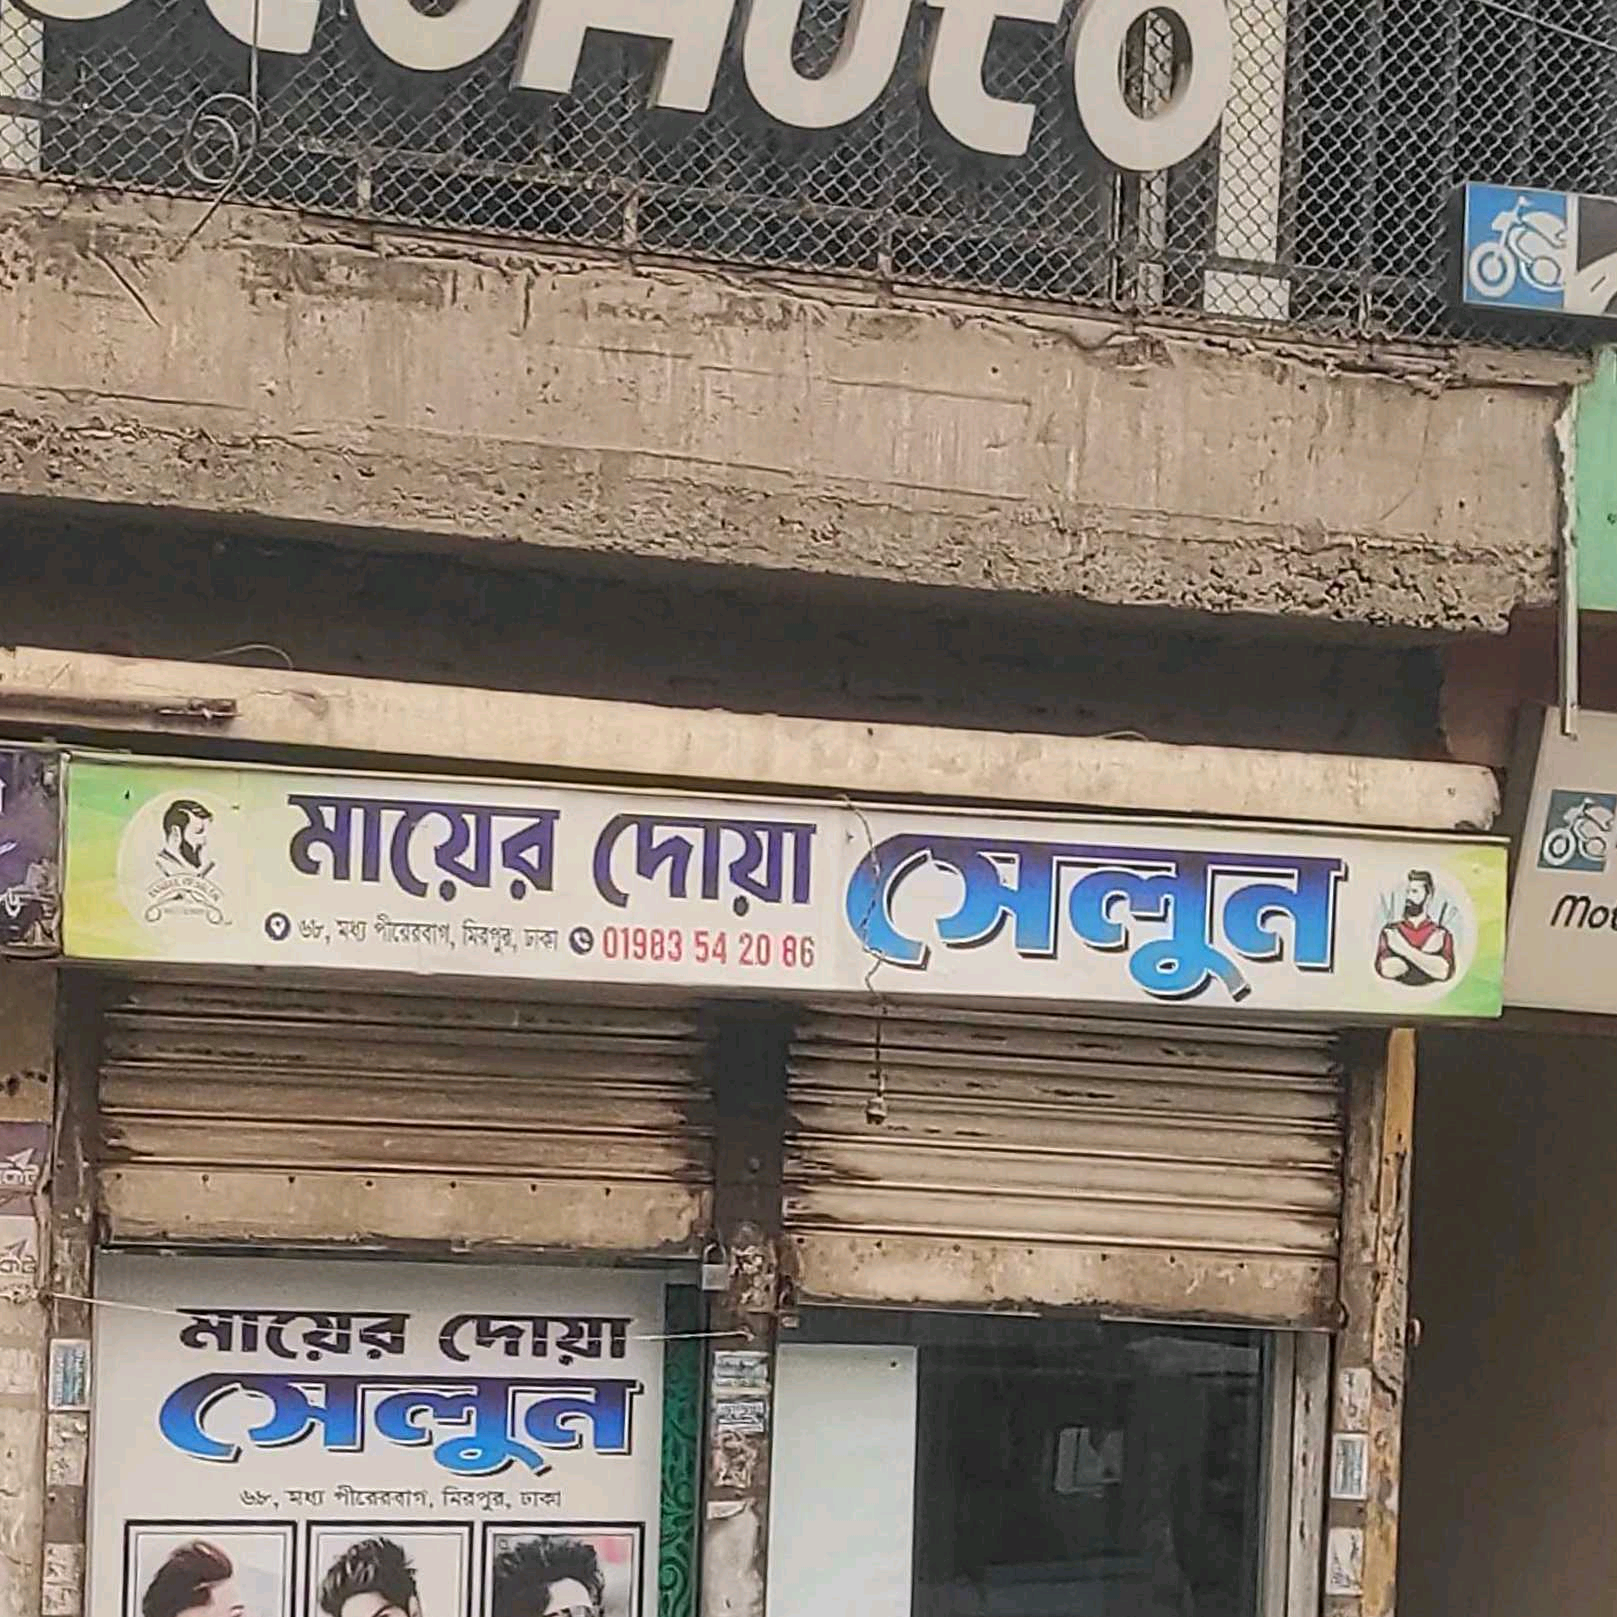 মায়ের দোয়া সেলুন
৬৮, মধ্য পীরেরবাগ, মিরপুর, ঢাকা 01983 54 20 86
মায়ের দোয়া
সেলুন
৬৮, মধ্য পীরেরবাগ, মিরপুর, ঢাকা